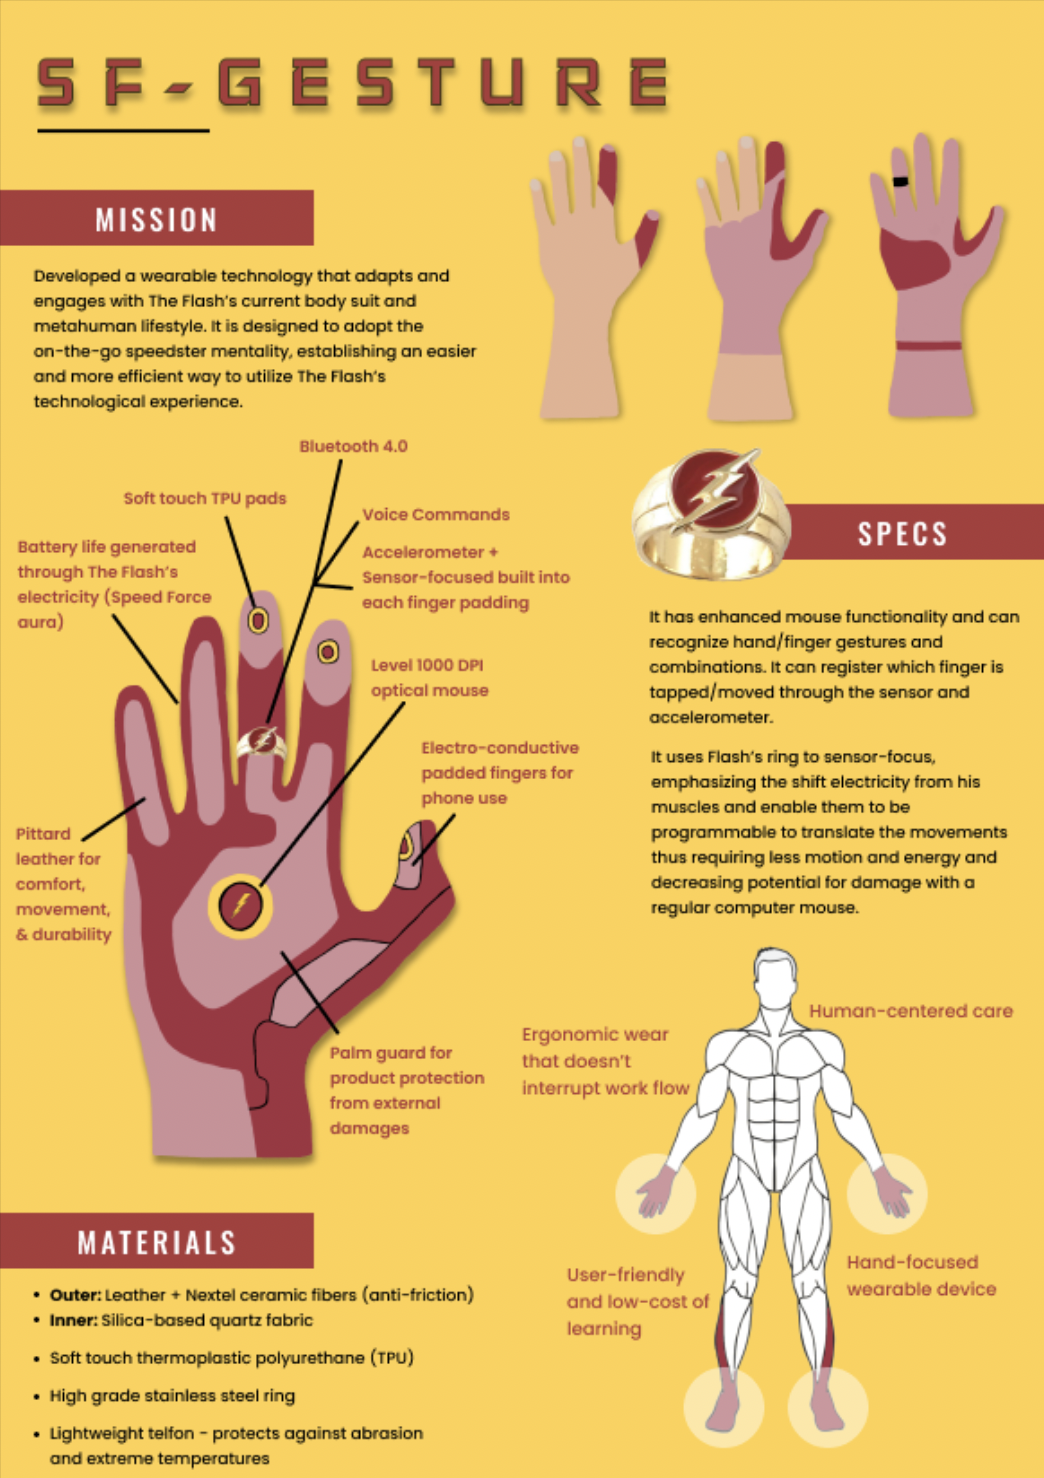 SF-GESTURE
MISSION
Developed a wearable technology that adapts and
engages with The Flash's current body suit and
metahuman lifestyle. It is designed to adopt the
on-the-go speedster mentality, establishing an easier
and more efficient way to utilize The Flash's
technological experience.
Bluetooth 4.0
Soft touch TPU pads
Voice Commands
Battery life generated
through The Flash's
electricity (Speed Force
aura)
Accelerometer +
Sensor-focused built into
each finger padding
Level 1000 DPI
optical mouse
Electro-conductive
padded fingers for
phone use
Pittard
leather for
comfort,
movement,
& durability
Palm guard for
product protection
from external
damages
SPECS
It has enhanced mouse functionality and can
recognize hand/finger gestures and
combinations. It can register which finger is
tapped/moved through the sensor and
accelerometer.
It uses Flash's ring to sensor-focus,
emphasizing the shift electricity from his
muscles and enable them to be
programmable to translate the movements
thus requiring less motion and energy and
decreasing potential for damage with a
regular computer mouse.
Human-centered care
Ergonomic wear
that doesn't
interrupt work flow
User-friendly
and low-cost of
learning
Hand-focused
wearable device
MATERIALS
• Outer: Leather + Nextel ceramic fibers (anti-friction)
• Inner: Silica-based quartz fabric
• Soft touch thermoplastic polyurethane (TPU)
• High grade stainless steel ring
• Lightweight telfon - protects against abrasion
and extreme temperatures